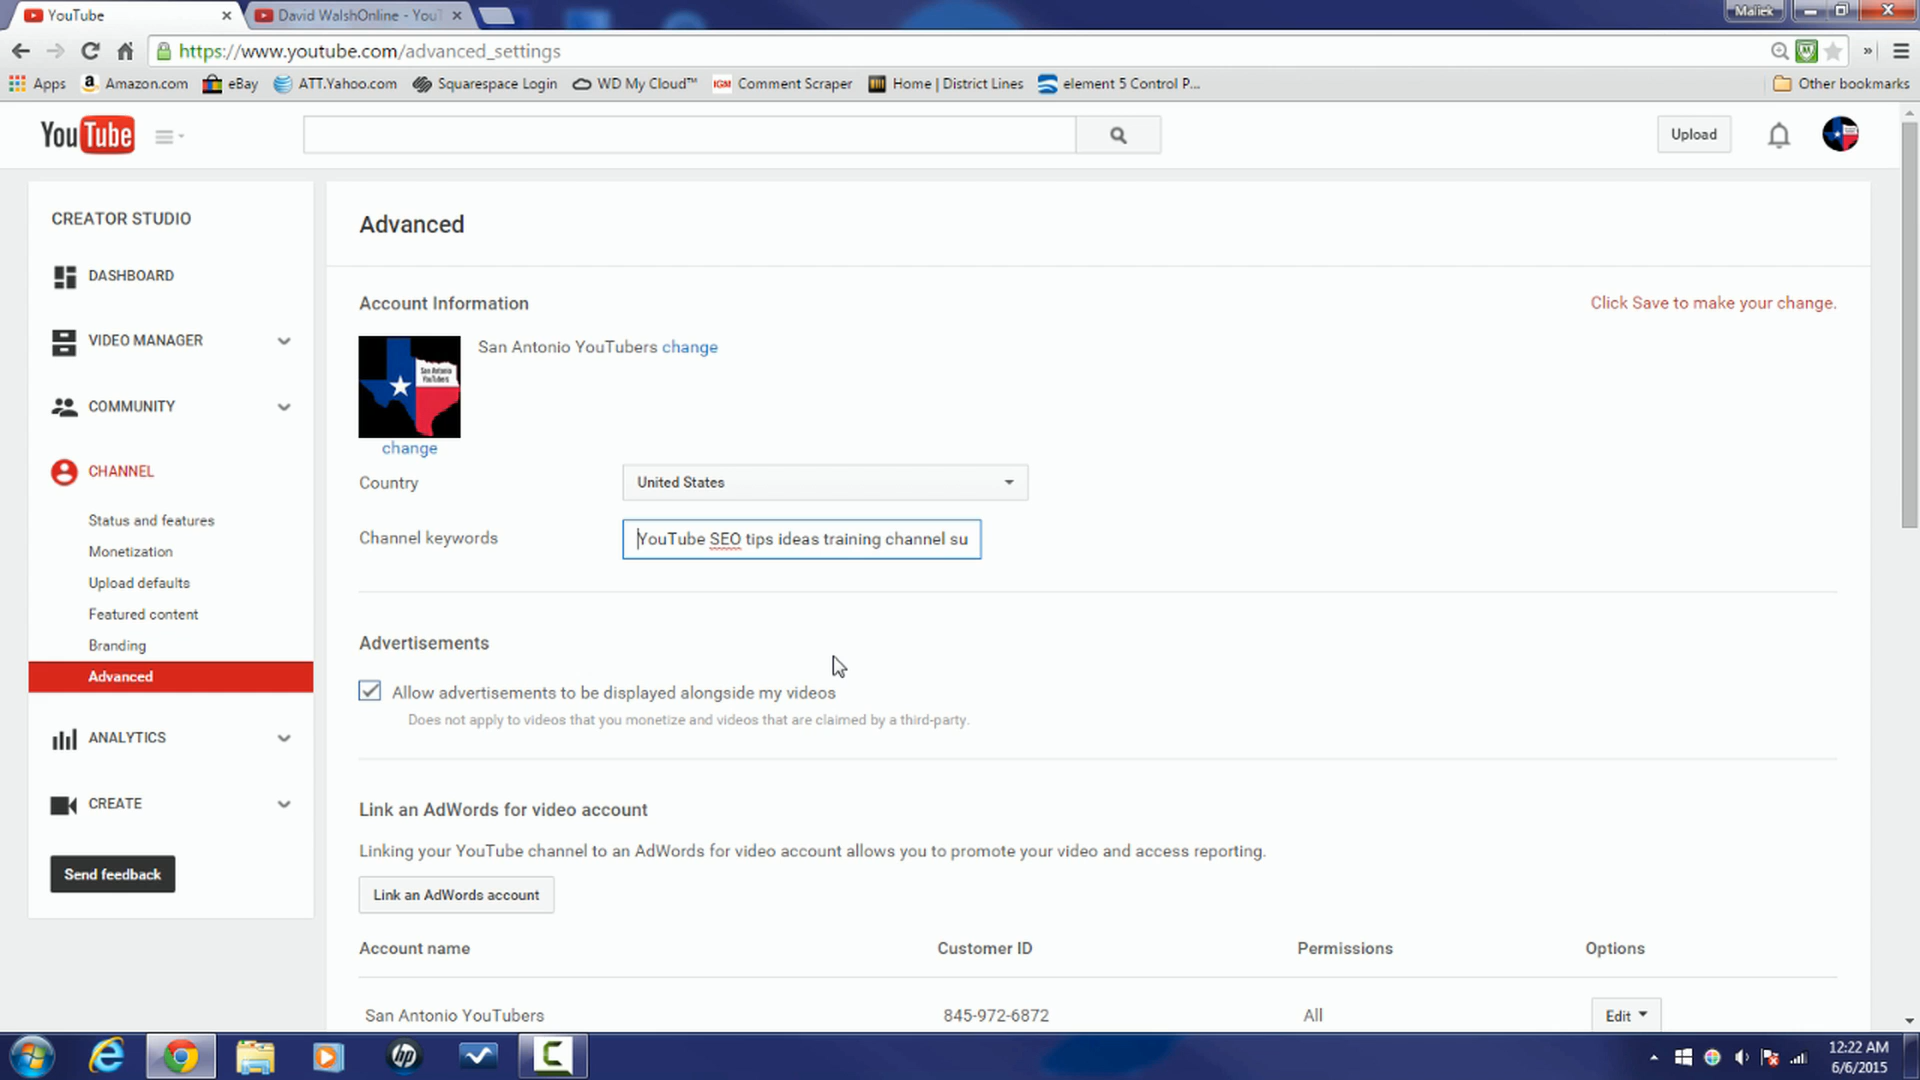 YouTube
David WalshOnline - YouT
Maliek
https://www.youtube.com/advanced_settings
Apps
Amazon.com
eBay
ATT.Yahoo.com
Squarespace Login
WD My Cloud™
IGM Comment Scraper
Home | District Lines
element 5 Control P...
Other bookmarks
YouTube
Upload
CREATOR STUDIO
DASHBOARD
VIDEO MANAGER
COMMUNITY
CHANNEL
Status and features
Monetization
Upload defaults
Featured content
Branding
Advanced
ANALYTICS
CREATE
Send feedback
Advanced
Account Information
Click Save to make your change.
San Antonio YouTubers
San Antonio YouTubers change
change
Country
United States
Channel keywords
YouTube SEO tips ideas training channel su
Advertisements
Allow advertisements to be displayed alongside my videos
Does not apply to videos that you monetize and videos that are claimed by a third-party.
Link an AdWords for video account
Linking your YouTube channel to an AdWords for video account allows you to promote your video and access reporting.
Link an AdWords account
Account name Customer ID Permissions Options
San Antonio YouTubers 845-972-6872 All Edit
hp
12:22 AM
6/6/2015